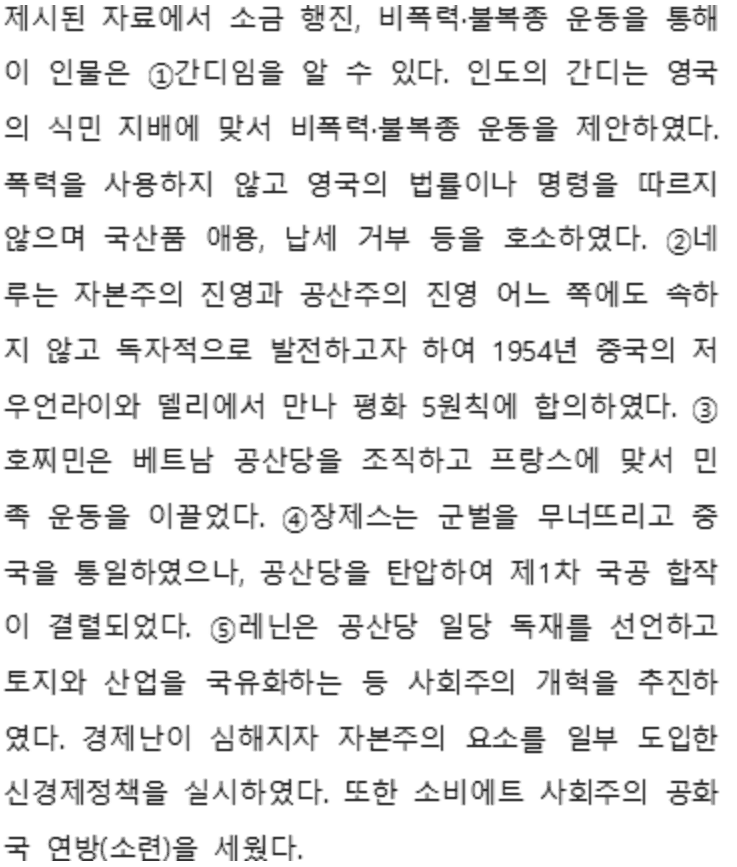 제시된 자료에서 소금 행진, 비폭력·불복종 운동을 통해
이 인물은 ①간디임을 알 수 있다. 인도의 간디는 영국
의 식민 지배에 맞서 비폭력·불복종 운동을 제안하였다.
폭력을 사용하지 않고 영국의 법률이나 명령을 따르지
않으며 국산품 애용, 납세 거부 등을 호소하였다. ②네
루는 자본주의 진영과 공산주의 진영 어느 쪽에도 속하
지 않고 독자적으로 발전하고자 하여 1954년 중국의 저
우언라이와 델리에서 만나 평화 5원칙에 합의하였다. ③
호찌민은 베트남 공산당을 조직하고 프랑스에 맞서 민
족 운동을 이끌었다. ④장제스는 군벌을 무너뜨리고 중
국을 통일하였으나, 공산당을 탄압하여 제1차 국공 합작
이 결렬되었다. ⑤레닌은 공산당 일당 독재를 선언하고
토지와 산업을 국유화하는 등 사회주의 개혁을 추진하
였다. 경제난이 심해지자 자본주의 요소를 일부 도입한
신경제정책을 실시하였다. 또한 소비에트 사회주의 공화
국 연방(소련)을 세웠다.